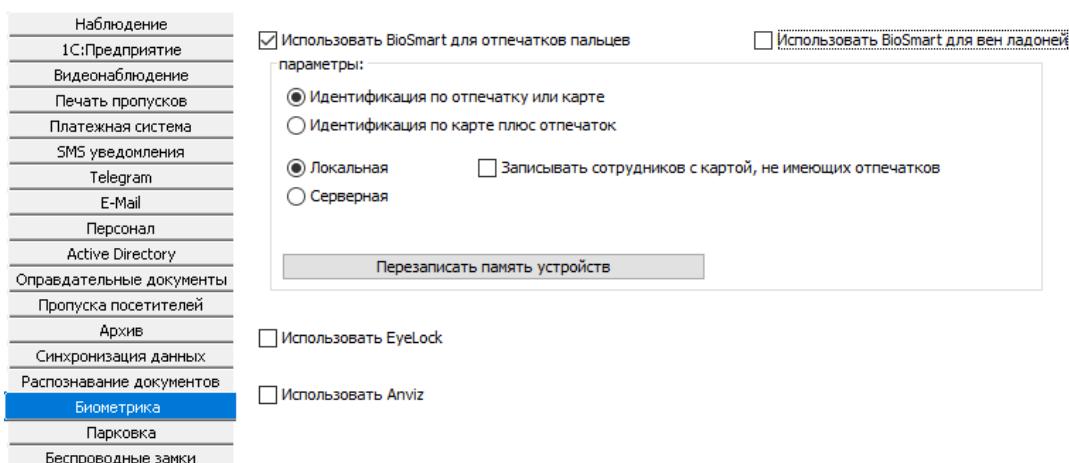 Наблюдение
1С:Предприятие
Видеонаблюдение
Печать пропусков
Платежная система
SMS уведомления
Telegram
E-Mail
Персонал
Active Directory
Оправдательные документы
Пропуска посетителей
Архив
Синхронизация данных
Распознавание документов
Биометрика
Парковка
Беспроводные замки
Использовать BioSmart для отпечатков пальцев
Использовать BioSmart для вен ладоней
параметры:
Идентификация по отпечатку или карте
Идентификация по карте плюс отпечаток
Локальная
Записывать сотрудников с картой, не имеющих отпечатков
Серверная
Перезаписать память устройств
Использовать EyeLock
Использовать Anviz